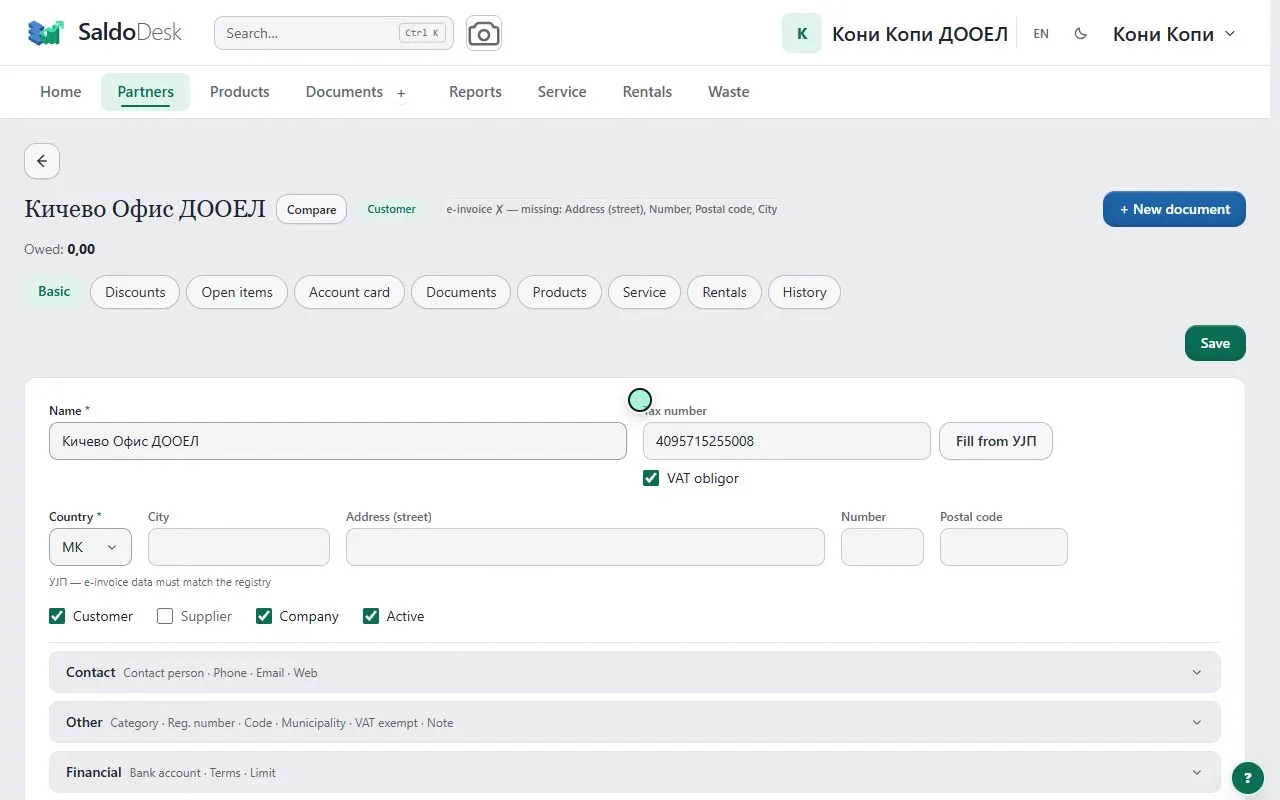 SaldoDesk Search... Ctrl K K Кони Копи ДООЕЛ EN Кони Копи
Home Partners Products Documents + Reports Service Rentals Waste
Кичево Офис ДООЕЛ Compare Customer e-invoice ✗ — missing: Address (street), Number, Postal code, City + New document
Owed: 0,00
Basic Discounts Open items Account card Documents Products Service Rentals History
Save
Name * Tax number
Кичево Офис ДООЕЛ 4095715255008 Fill from УЈП
VAT obligor
Country * City Address (street) Number Postal code
MK
УЈП — e-invoice data must match the registry
Customer Supplier Company Active
Contact Contact person · Phone · Email · Web
Other Category · Reg. number · Code · Municipality · VAT exempt · Note
Financial Bank account · Terms · Limit
?